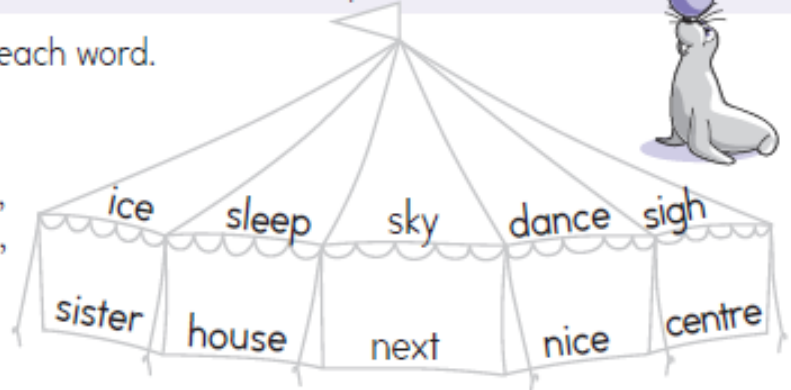 each word.
,
ice sleep sky dance sigh
,
sister house next nice centre